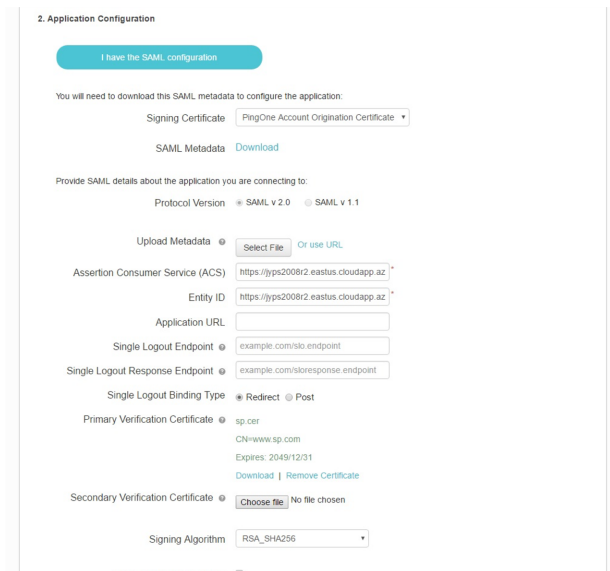 2. Application Configuration
I have the SAML configuration
You will need to download this SAML metadata to configure the application:
Signing Certificate PingOne Account Origination Certificate
SAML Metadata Download
Provide SAML details about the application you are connecting to:
Protocol Version SAML v 2.0 SAML v 1.1
Upload Metadata Select File Or use URL
Assertion Consumer Service (ACS) https://jyps2008r2.eastus.cloudapp.az *
Entity ID https://jyps2008r2.eastus.cloudapp.az *
Application URL
Single Logout Endpoint example.com/slo.endpoint
Single Logout Response Endpoint example.com/sloresponse.endpoint
Single Logout Binding Type Redirect Post
Primary Verification Certificate sp.cer
CN=www.sp.com
Expires: 2049/12/31
Download | Remove Certificate
Secondary Verification Certificate Choose file No file chosen
Signing Algorithm RSA_SHA256